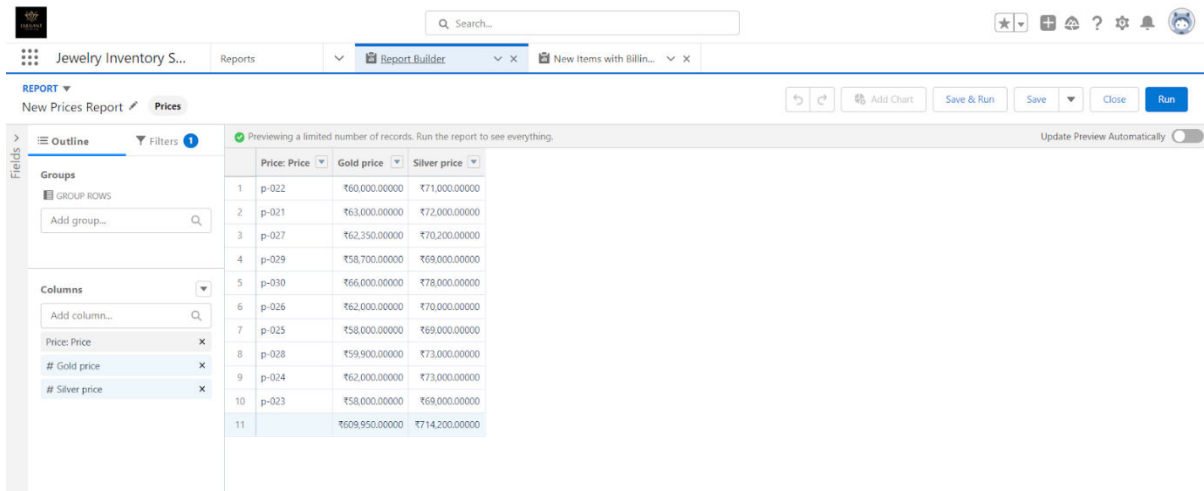 ELEGANT
Search...
Jewelry Inventory S...
Reports
Report Builder
New Items with Billin...
REPORT
New Prices Report
Prices
Add Chart
Save & Run
Save
Close
Run
Fields
Outline
Filters 1
Previewing a limited number of records. Run the report to see everything.
Update Preview Automatically
Groups
GROUP ROWS
Add group...
Columns
Add column...
Price: Price
# Gold price
# Silver price
Price: Price Gold price Silver price
1 p-022 ₹60,000.00000 ₹71,000.00000
2 p-021 ₹63,000.00000 ₹72,000.00000
3 p-027 ₹62,350.00000 ₹70,200.00000
4 p-029 ₹58,700.00000 ₹69,000.00000
5 p-030 ₹66,000.00000 ₹78,000.00000
6 p-026 ₹62,000.00000 ₹70,000.00000
7 p-025 ₹58,000.00000 ₹69,000.00000
8 p-028 ₹59,900.00000 ₹73,000.00000
9 p-024 ₹62,000.00000 ₹73,000.00000
10 p-023 ₹58,000.00000 ₹69,000.00000
11 ₹609,950.00000 ₹714,200.00000